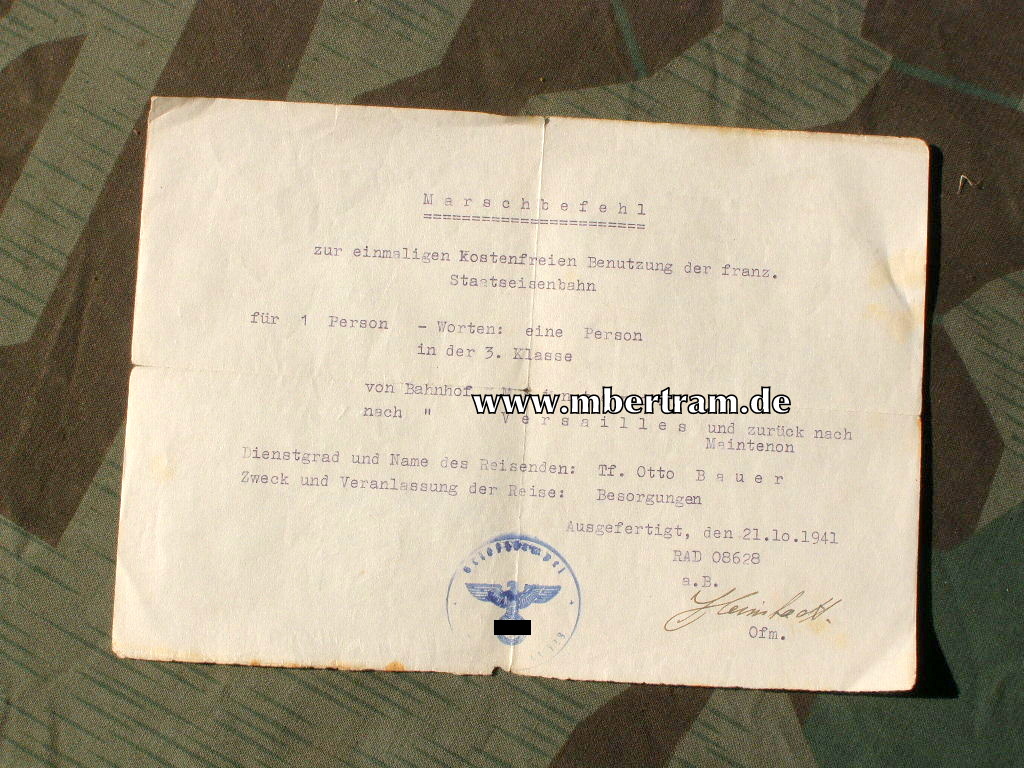 Marschbefehl
=======================
zur einmaligen Kostenfreien Benutzung der franz.
Staatseisenbahn
für 1 Person - Worten: eine Person
in der 3. Klasse
von Bahnhof
www.mbertram.de
nach " Versailles und zurück nach
Maintenon
Dienstgrad und Name des Reisenden: Tf. Otto Bauer
Zweck und Veranlassung der Reise: Besorgungen
Ausgefertigt, den 21.10.1941
RAD 08628
a.B.
Ofm.
Briefstempel